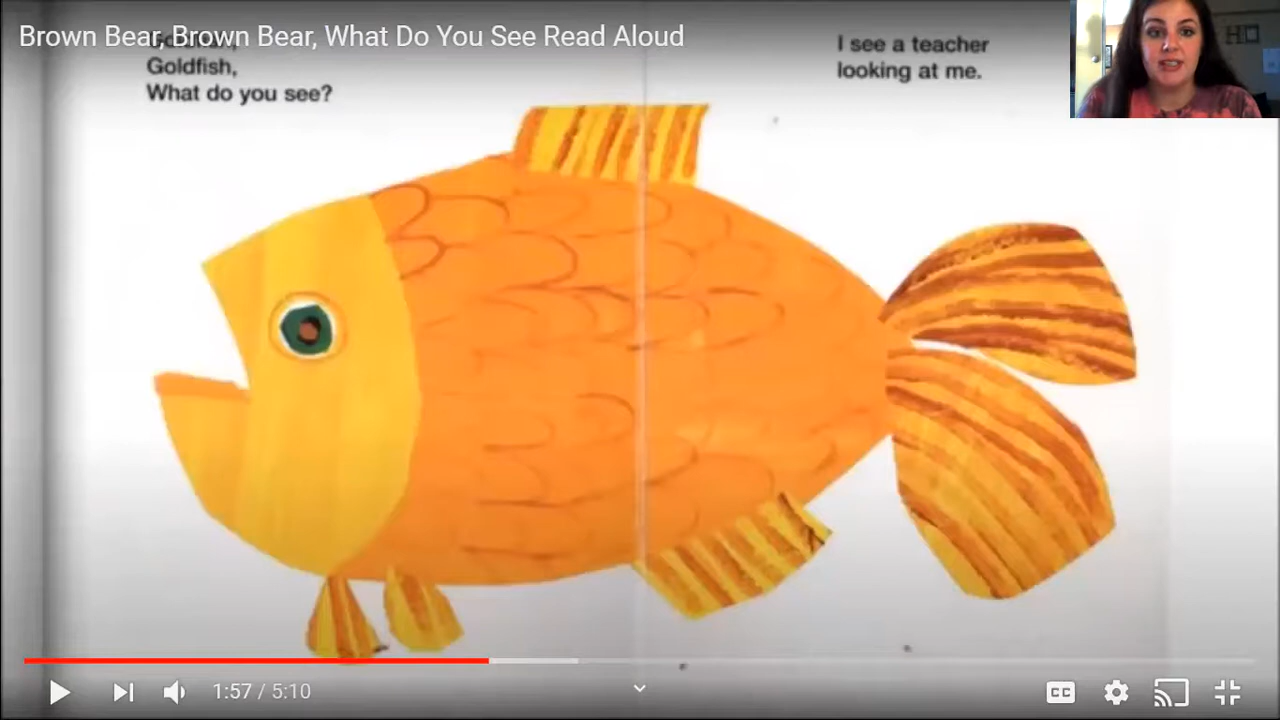 Brown Bear, Brown Bear, What Do You See Read Aloud
Goldfish,
What do you see?
I see a teacher
looking at me.
1:57 / 5:10
CC